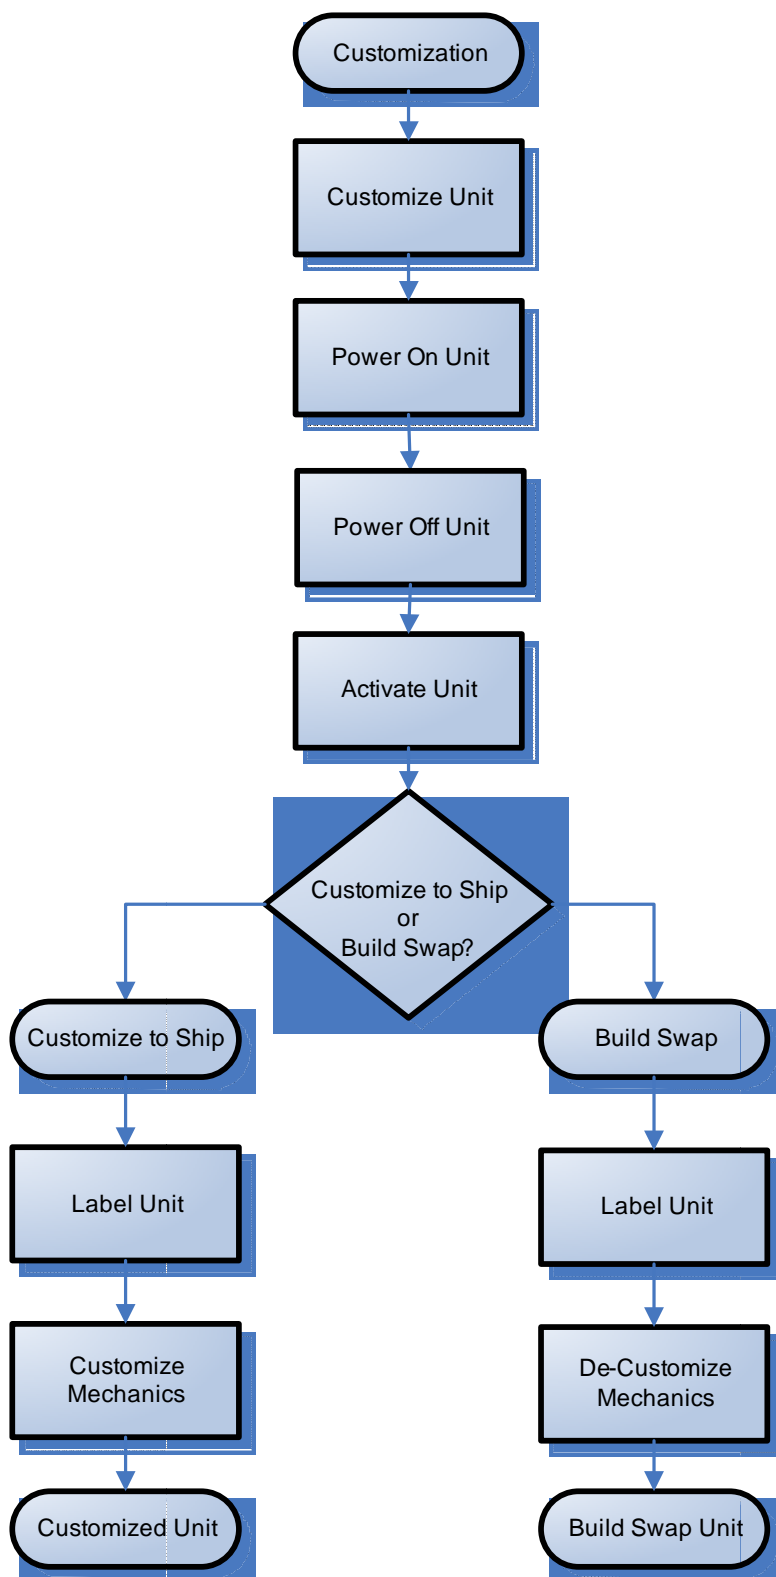 Customization
Customize Unit
Power On Unit
Power Off Unit
Activate Unit
Customize to Ship
or
Build Swap?
Customize to Ship
Build Swap
Label Unit
Label Unit
Customize
Mechanics
De-Customize
Mechanics
Customized Unit
Build Swap Unit